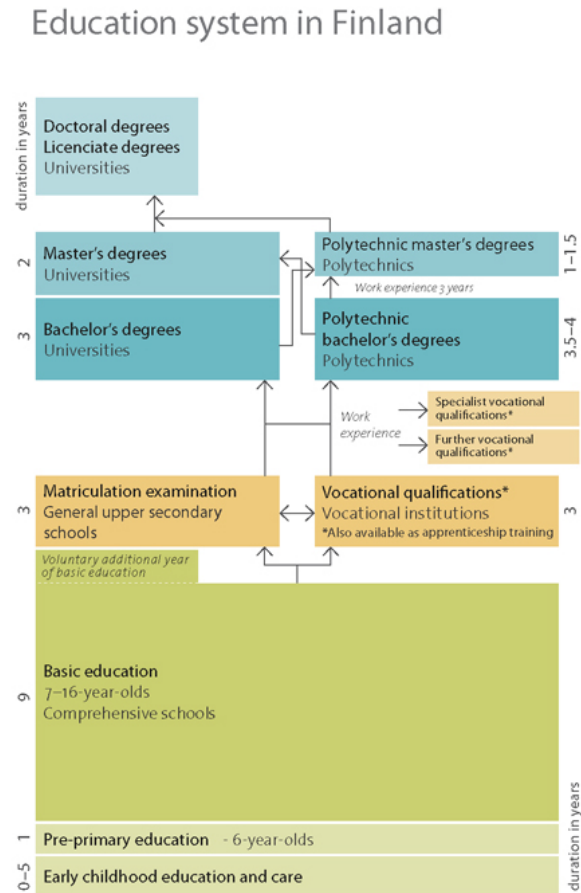 Education system in Finland
duration in years
Doctoral degrees
Licenciate degrees
Universities
2
Master's degrees
Universities
Polytechnic master's degrees
Polytechnics
1–1.5
Work experience 3 years
3
Bachelor's degrees
Universities
Polytechnic
bachelor's degrees
Polytechnics
3.5–4
Work
experience
Specialist vocational
qualifications*
Further vocational
qualifications*
3
Matriculation examination
General upper secondary
schools
Vocational qualifications*
Vocational institutions
*Also available as apprenticeship training
3
Voluntary additional year
of basic education
9
Basic education
7–16-year-olds
Comprehensive schools
1
Pre-primary education - 6-year-olds
0–5
Early childhood education and care
duration in years